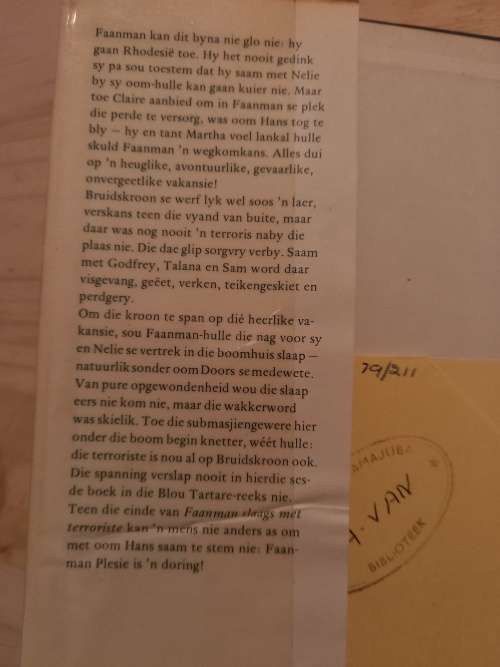 Faanman kan dit byna nie glo nie: hy
gaan Rhodesië toe. Hy het nooit gedink
sy pa sou toestem dat hy saam met Nelie
by sy oom-hulle kan gaan kuier nie. Maar
toe Claire aanbied om in Faanman se plek
die perde te versorg, was oom Hans tog te
bly — hy en tant Martha voel lankal hulle
skuld Faanman 'n wegkomkans. Alles dui
op 'n heuglike, avontuurlike, gevaarlike,
onvergeetlike vakansie!
Bruidskroon se werf lyk wel soos 'n laer,
verskans teen die vyand van buite, maar
daar was nog nooit 'n terroris naby die
plaas nie. Die dae glip sorgvry verby. Saam
met Godfrey, Talana en Sam word daar
visgevang, geëet, verken, teikengeskiet en
perdgery.
Om die kroon te span op dié heerlike va-
kansie, sou Faanman-hulle die nag voor sy
en Nelie se vertrek in die boomhuis slaap —
natuurlik sonder oom Doors se medewete.
Van pure opgewondenheid wou die slaap
eers nie kom nie, maar die wakkerword
was skielik. Toe die submasjiengewere hier
onder die boom begin knetter, wéét hulle:
die terroriste is nou al op Bruidskroon ook.
Die spanning verslap nooit in hierdie ses-
de boek in die Blou Tartare-reeks nie.
Teen die einde van Faanman slaags met
terroriste kan 'n mens nie anders as om
met oom Hans saam te stem nie: Faan-
man Plesie is 'n doring!
79/211
AMAJUBA
A. VAN
BIBLIOTEEK